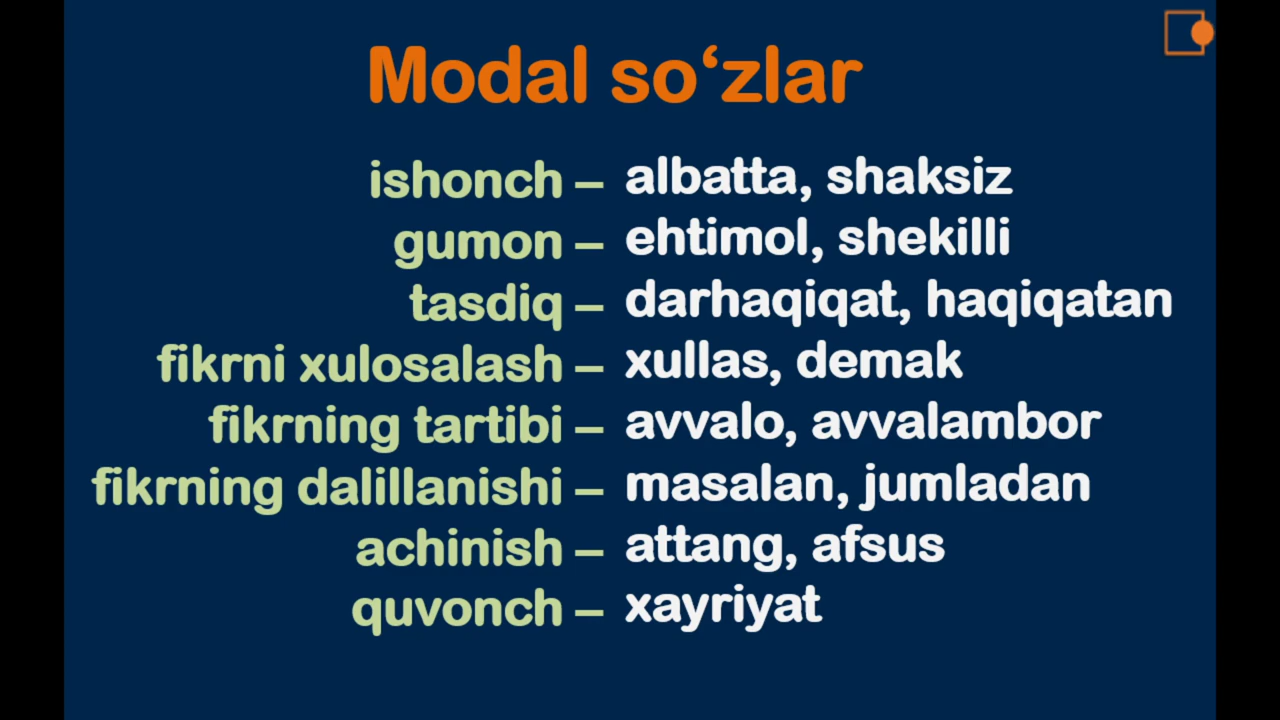 Modal so‘zlar
ishonch – albatta, shaksiz
gumon – ehtimol, shekilli
tasdiq – darhaqiqat, haqiqatan
fikrni xulosalash – xullas, demak
fikrning tartibi – avvalo, avvalambor
fikrning dalillanishi – masalan, jumladan
achinish – attang, afsus
quvonch – xayriyat